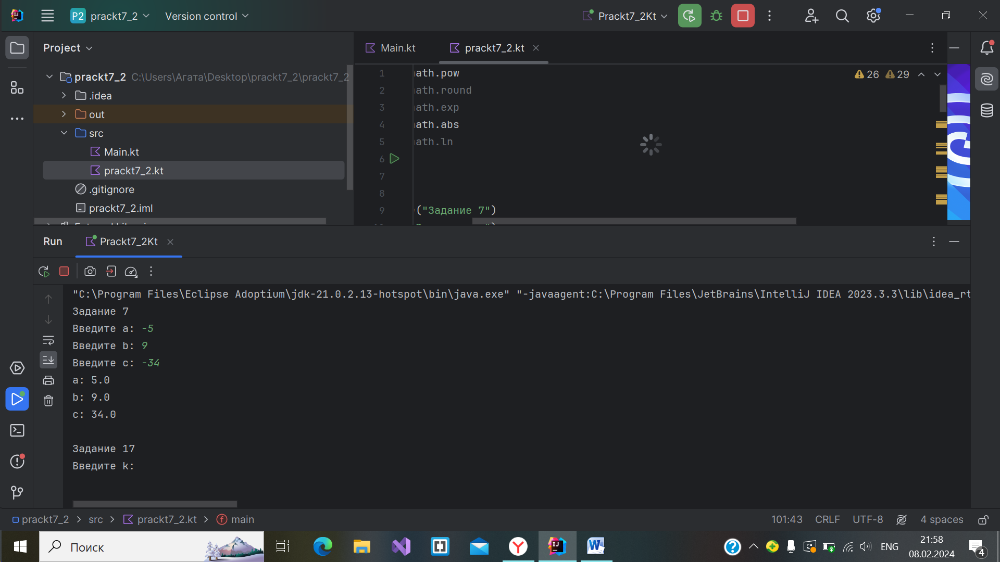 P2 prackt7_2 Version control Prackt7_2Kt
Project
Main.kt prackt7_2.kt
prackt7_2 C:\Users\Агата\Desktop\prackt7_2\prackt7_2
.idea
out
src
Main.kt
prackt7_2.kt
.gitignore
prackt7_2.iml
1 ath.pow
26 29
2 ath.round
3 ath.exp
4 ath.abs
5 ath.ln
6
7
8
9 ("Задание 7")
Run Prackt7_2Kt
"C:\Program Files\Eclipse Adoptium\jdk-21.0.2.13-hotspot\bin\java.exe" "-javaagent:C:\Program Files\JetBrains\IntelliJ IDEA 2023.3.3\lib\idea_rt
Задание 7
Введите a: -5
Введите b: 9
Введите c: -34
a: 5.0
b: 9.0
c: 34.0
Задание 17
Введите k:
prackt7_2 > src > prackt7_2.kt > main
101:43 CRLF UTF-8 4 spaces
Поиск
ENG
21:58
08.02.2024
4